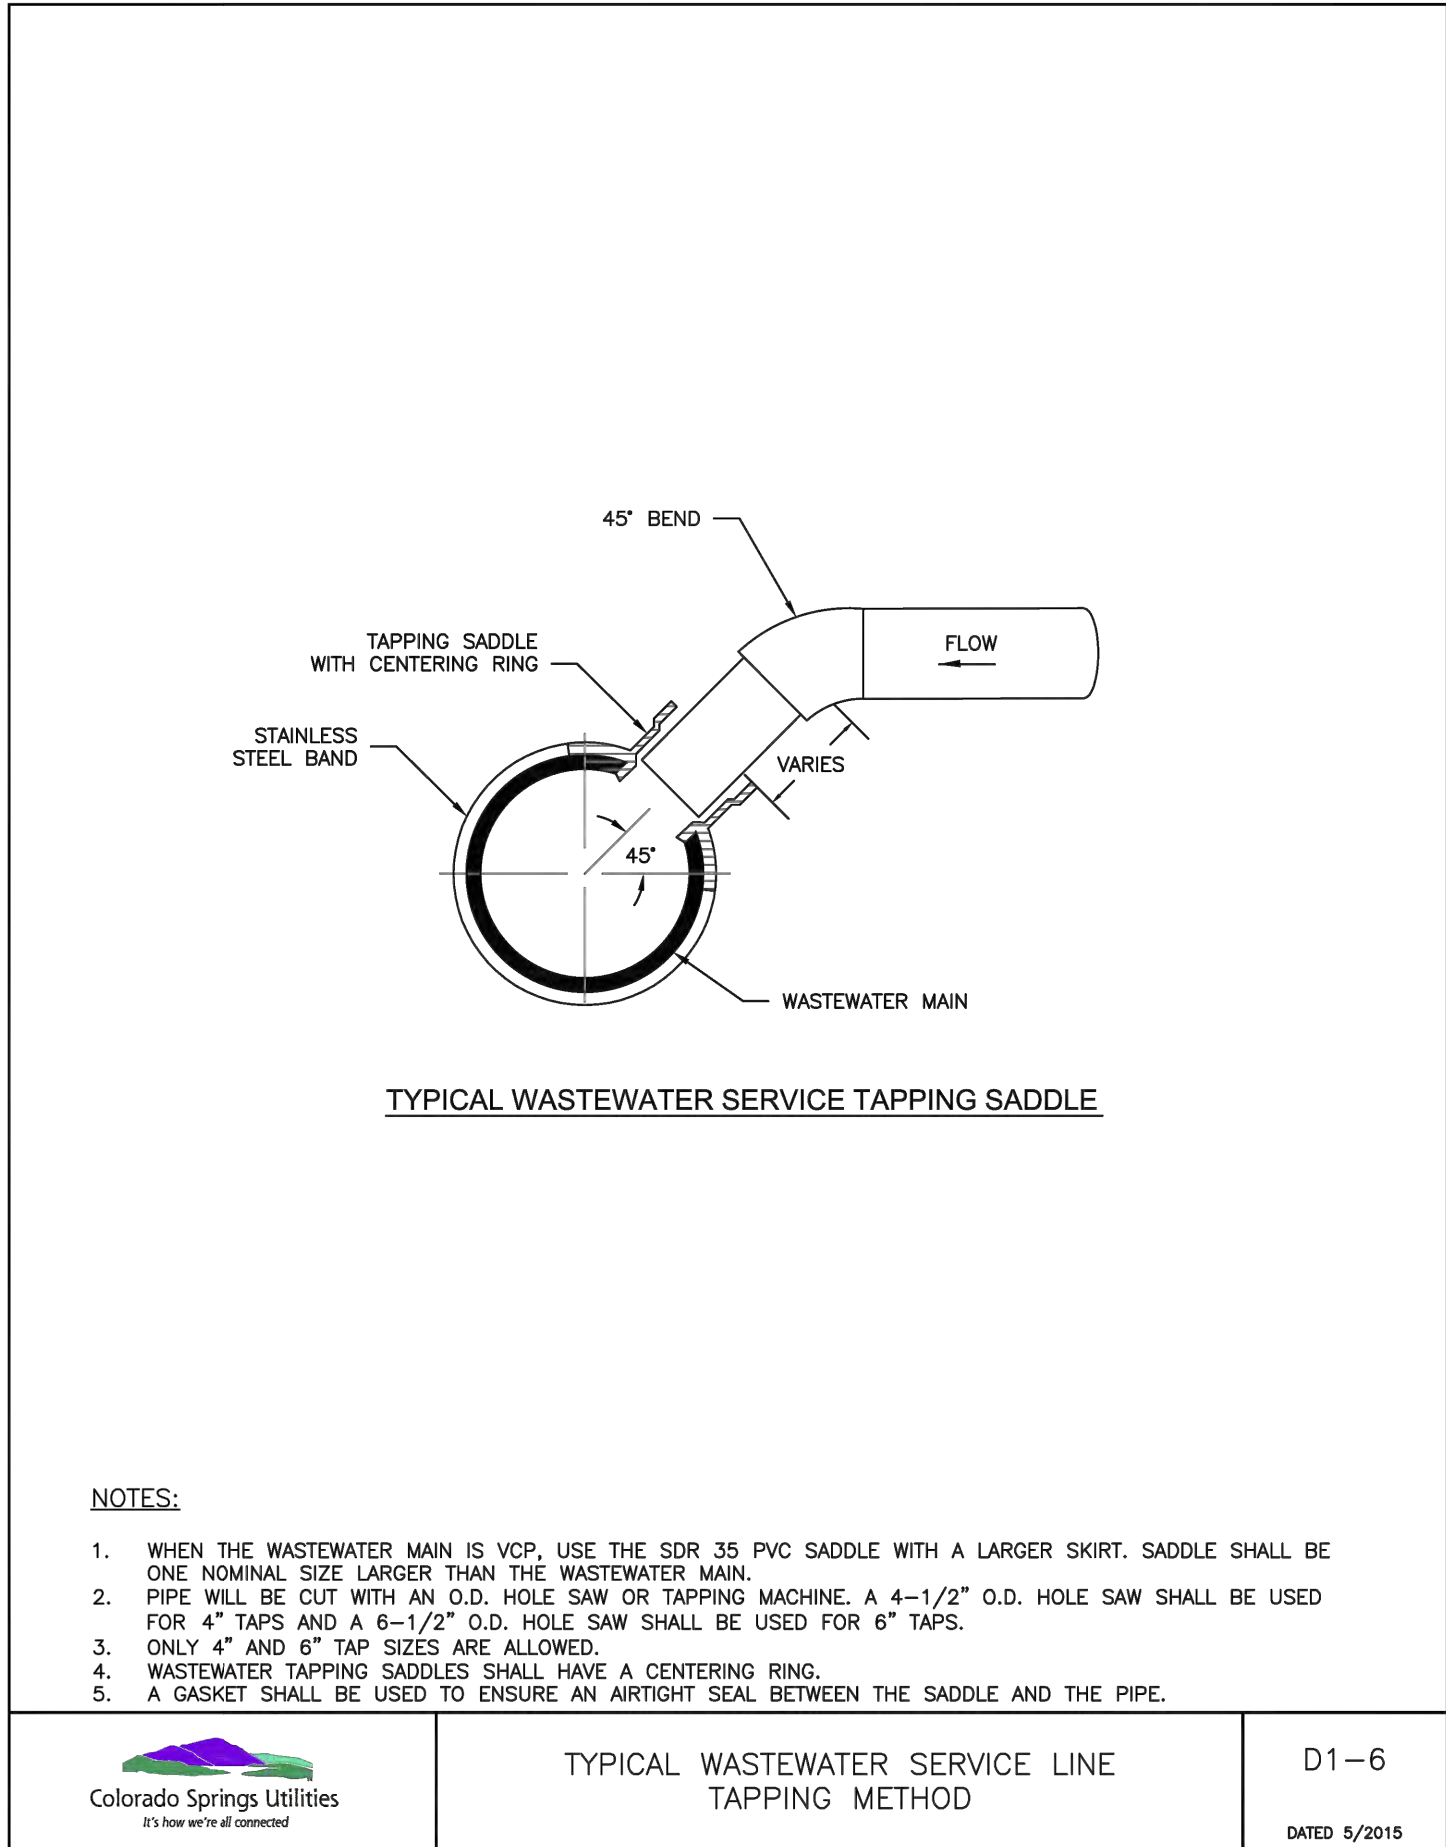 45° BEND
FLOW
TAPPING SADDLE
WITH CENTERING RING
STAINLESS
STEEL BAND
VARIES
45°
WASTEWATER MAIN
TYPICAL WASTEWATER SERVICE TAPPING SADDLE
NOTES:
1. WHEN THE WASTEWATER MAIN IS VCP, USE THE SDR 35 PVC SADDLE WITH A LARGER SKIRT. SADDLE SHALL BE
ONE NOMINAL SIZE LARGER THAN THE WASTEWATER MAIN.
2. PIPE WILL BE CUT WITH AN O.D. HOLE SAW OR TAPPING MACHINE. A 4-1/2" O.D. HOLE SAW SHALL BE USED
FOR 4" TAPS AND A 6-1/2" O.D. HOLE SAW SHALL BE USED FOR 6" TAPS.
3. ONLY 4" AND 6" TAP SIZES ARE ALLOWED.
4. WASTEWATER TAPPING SADDLES SHALL HAVE A CENTERING RING.
5. A GASKET SHALL BE USED TO ENSURE AN AIRTIGHT SEAL BETWEEN THE SADDLE AND THE PIPE.
Colorado Springs Utilities
It's how we're all connected
TYPICAL WASTEWATER SERVICE LINE
TAPPING METHOD
D1-6
DATED 5/2015